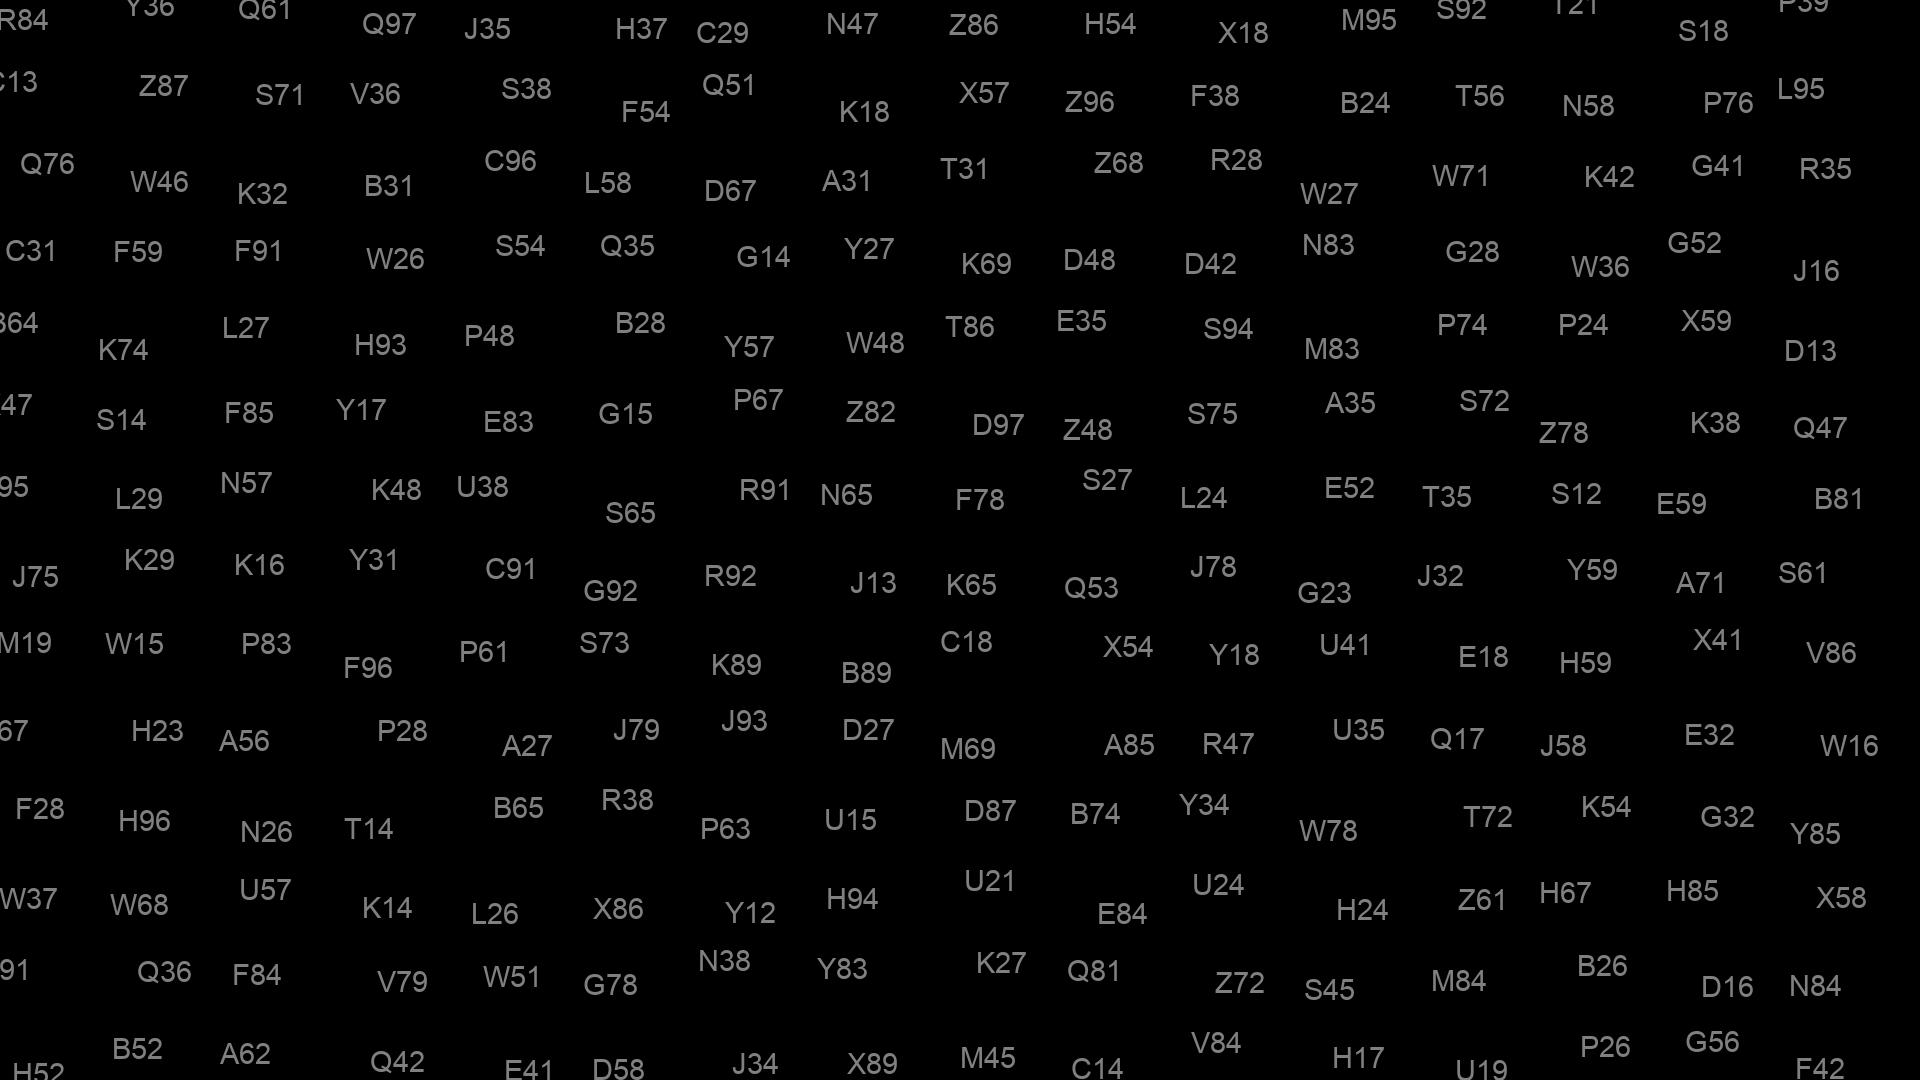 R84 Y36 Q61 Q97 J35 H37 C29 N47 Z86 H54 X18 M95 S92 T21 S18 P39
C13 Z87 S71 V36 S38 F54 Q51 K18 X57 Z96 F38 B24 T56 N58 P76 L95
Q76 W46 K32 B31 C96 L58 D67 A31 T31 Z68 R28 W27 W71 K42 G41 R35
C31 F59 F91 W26 S54 Q35 G14 Y27 K69 D48 D42 N83 G28 W36 G52 J16
64 K74 L27 H93 P48 B28 Y57 W48 T86 E35 S94 M83 P74 P24 X59 D13
47 S14 F85 Y17 E83 G15 P67 Z82 D97 Z48 S75 A35 S72 Z78 K38 Q47
95 L29 N57 K48 U38 S65 R91 N65 F78 S27 L24 E52 T35 S12 E59 B81
J75 K29 K16 Y31 C91 G92 R92 J13 K65 Q53 J78 G23 J32 Y59 A71 S61
M19 W15 P83 F96 P61 S73 K89 B89 C18 X54 Y18 U41 E18 H59 X41 V86
67 H23 A56 P28 A27 J79 J93 D27 M69 A85 R47 U35 Q17 J58 E32 W16
F28 H96 N26 T14 B65 R38 P63 U15 D87 B74 Y34 W78 T72 K54 G32 Y85
W37 W68 U57 K14 L26 X86 Y12 H94 U21 E84 U24 H24 Z61 H67 H85 X58
91 Q36 F84 V79 W51 G78 N38 Y83 K27 Q81 Z72 S45 M84 B26 D16 N84
H52 B52 A62 Q42 E41 D58 J34 X89 M45 C14 V84 H17 U19 P26 G56 F42